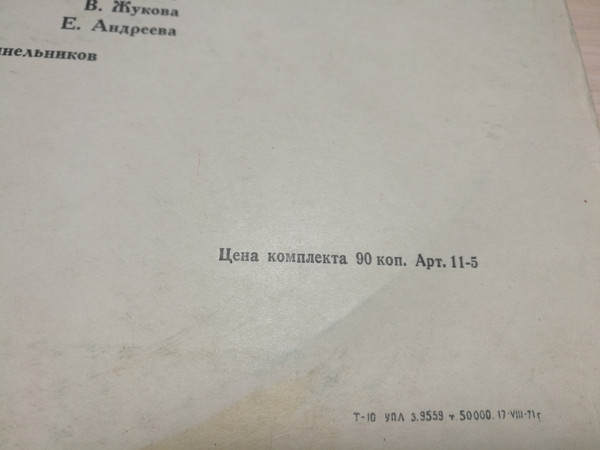 В. Жукова
Е. Андреева
инельников
Цена комплекта 90 коп. Арт. 11-5
Т-10 УПЛ 3.9559 т. 50000. 17-VIII-71 г.